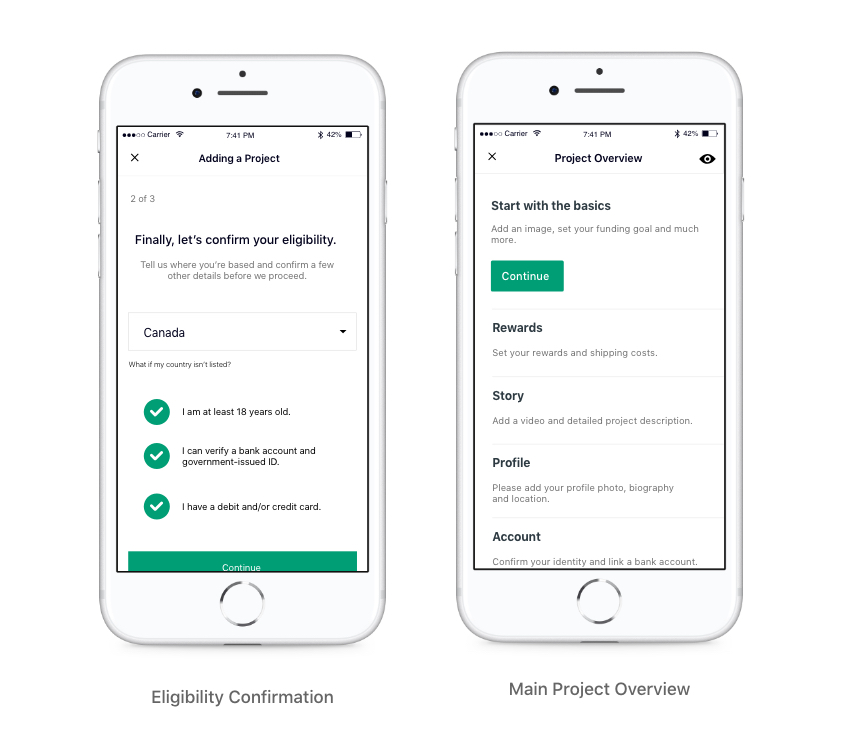 Carrier 7:41 PM 42%
Adding a Project
2 of 3
Finally, let's confirm your eligibility.
Tell us where you're based and confirm a few
other details before we proceed.
Canada
What if my country isn't listed?
I am at least 18 years old.
I can verify a bank account and
government-issued ID.
I have a debit and/or credit card.
Continue
Eligibility Confirmation
Carrier 7:41 PM 42%
Project Overview
Start with the basics
Add an image, set your funding goal and much
more.
Continue
Rewards
Set your rewards and shipping costs.
Story
Add a video and detailed project description.
Profile
Please add your profile photo, biography
and location.
Account
Confirm your identity and link a bank account.
Main Project Overview